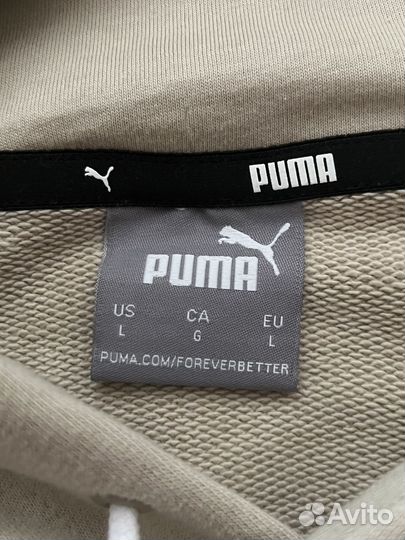 PUMA
PUMA
US CA EU
L G L
PUMA.COM/FOREVERBETTER
Avito